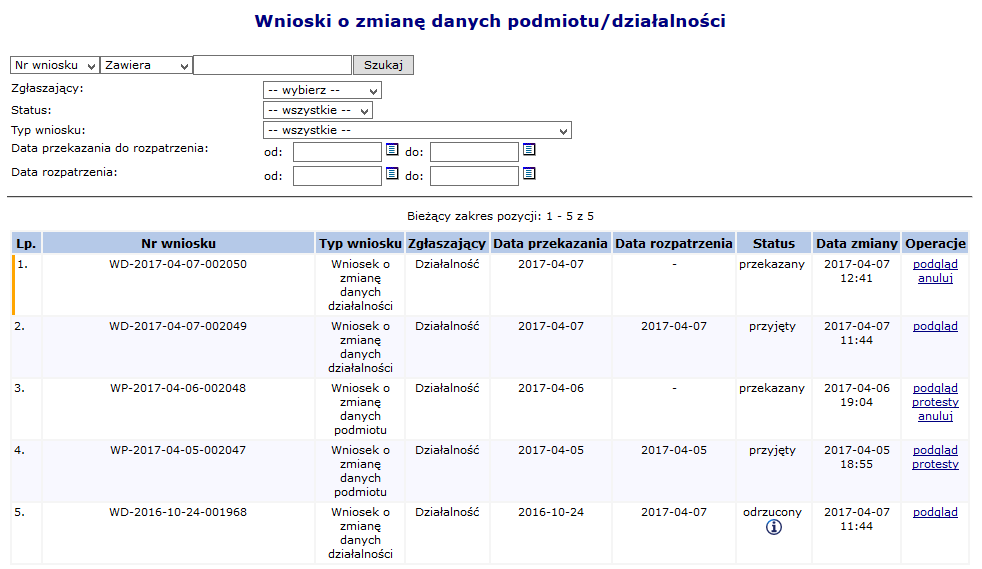 Wnioski o zmianę danych podmiotu/działalności
Nr wniosku Zawiera Szukaj
Zgłaszający: -- wybierz --
Status: -- wszystkie --
Typ wniosku: -- wszystkie --
Data przekazania do rozpatrzenia: od: do:
Data rozpatrzenia: od: do:
Bieżący zakres pozycji: 1 - 5 z 5
Lp. Nr wniosku Typ wniosku Zgłaszający Data przekazania Data rozpatrzenia Status Data zmiany Operacje
1. WD-2017-04-07-002050 Wniosek o Działalność 2017-04-07 - przekazany 2017-04-07 podgląd
zmianę 12:41 anuluj
danych
działalności
2. WD-2017-04-07-002049 Wniosek o Działalność 2017-04-07 2017-04-07 przyjęty 2017-04-07 podgląd
zmianę 11:44
danych
działalności
3. WP-2017-04-06-002048 Wniosek o Działalność 2017-04-06 - przekazany 2017-04-06 podgląd
zmianę 19:04 protesty
danych anuluj
podmiotu
4. WP-2017-04-05-002047 Wniosek o Działalność 2017-04-05 2017-04-05 przyjęty 2017-04-05 podgląd
zmianę 18:55 protesty
danych
podmiotu
5. WD-2016-10-24-001968 Wniosek o Działalność 2016-10-24 2017-04-07 odrzucony 2017-04-07 podgląd
zmianę i 11:44
danych
działalności